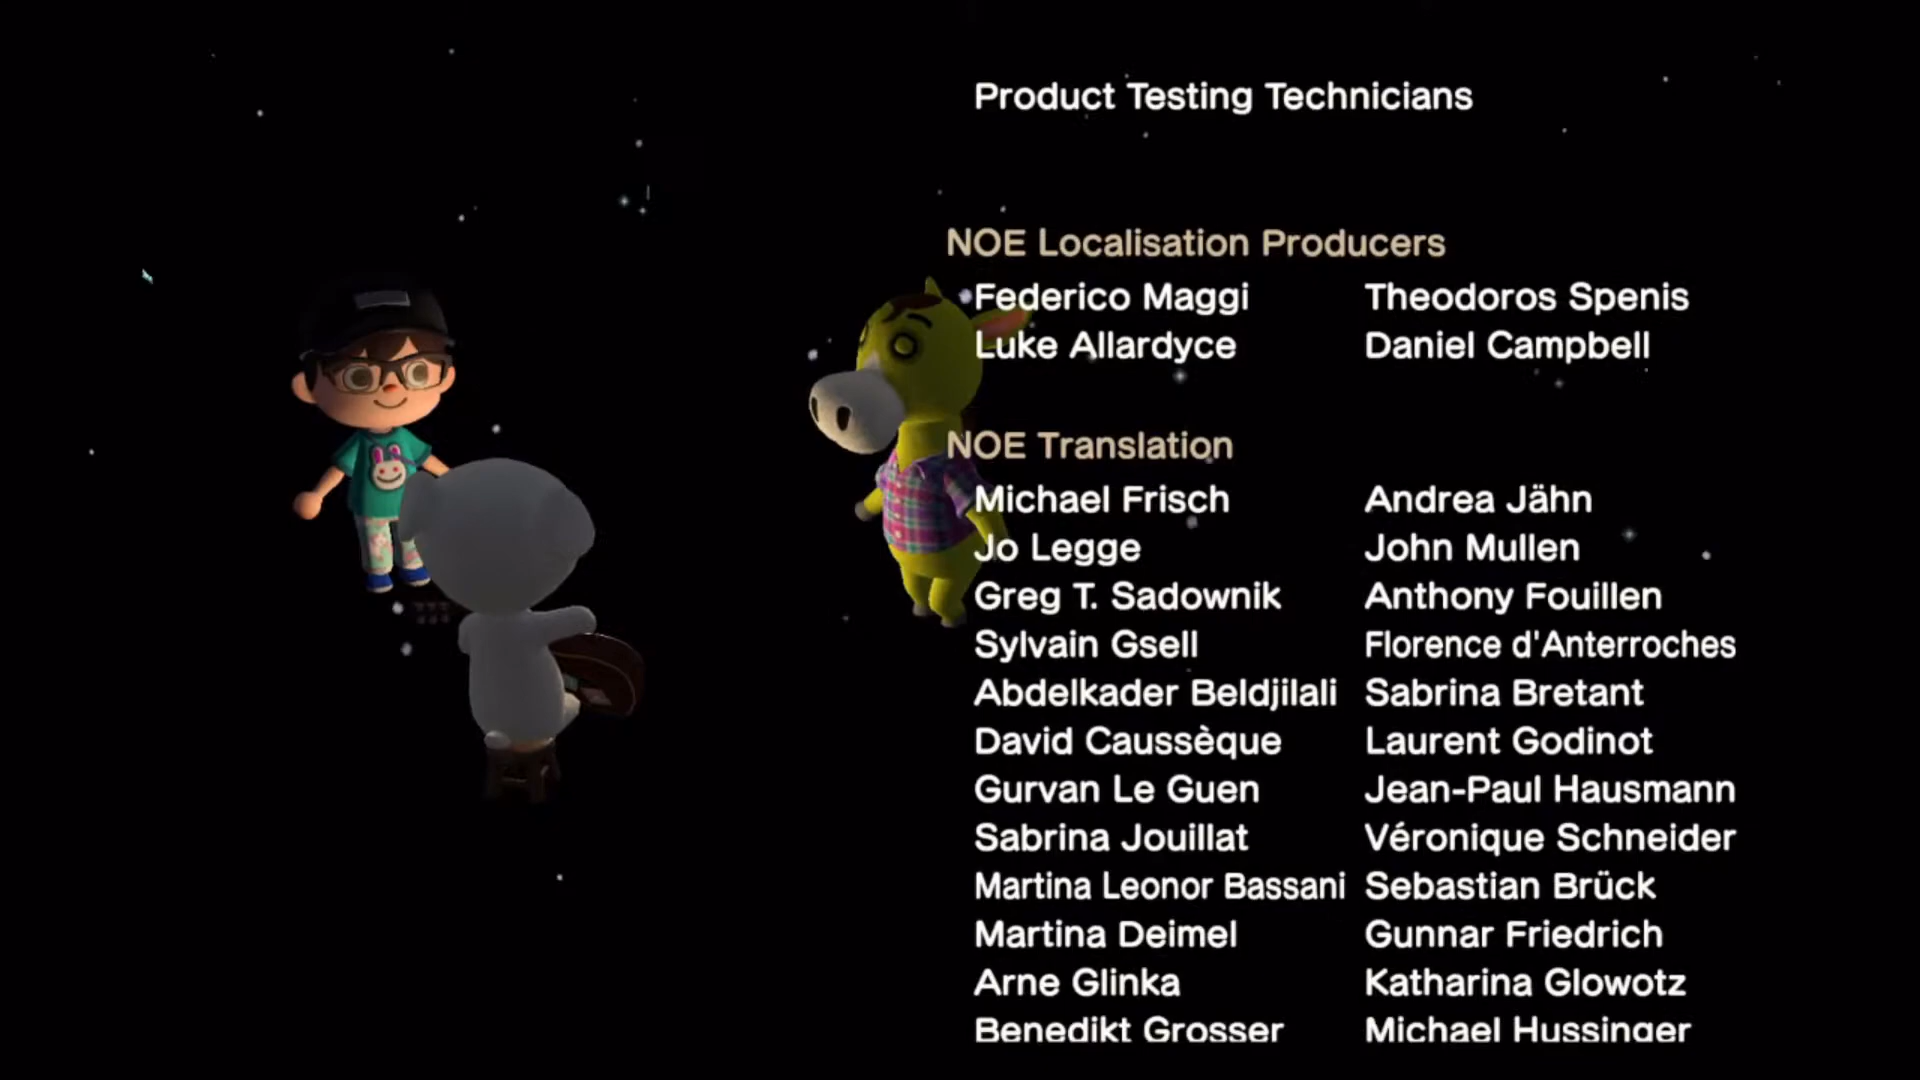 Product Testing Technicians
NOE Localisation Producers
Federico Maggi Theodoros Spenis
Luke Allardyce Daniel Campbell
NOE Translation
Michael Frisch Andrea Jähn
Jo Legge John Mullen
Greg T. Sadownik Anthony Fouillen
Sylvain Gsell Florence d'Anterroches
Abdelkader Beldjilali Sabrina Bretant
David Caussèque Laurent Godinot
Gurvan Le Guen Jean-Paul Hausmann
Sabrina Jouillat Véronique Schneider
Martina Leonor Bassani Sebastian Brück
Martina Deimel Gunnar Friedrich
Arne Glinka Katharina Glowotz
Benedikt Grosser Michael Hussinger